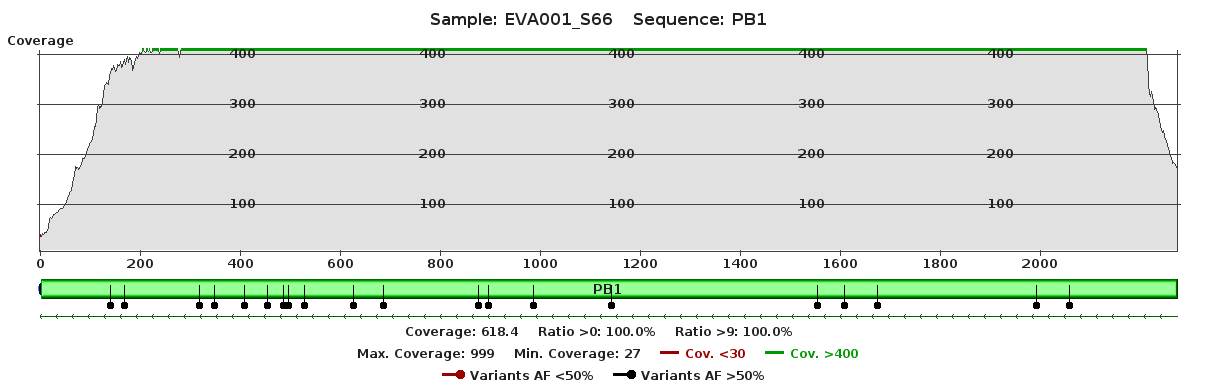 Sample: EVA001_S66 Sequence: PB1
Coverage
400 400 400 400 400
300 300 300 300 300
200 200 200 200 200
100 100 100 100 100
0 200 400 600 800 1000 1200 1400 1600 1800 2000
PB1
Coverage: 618.4 Ratio >0: 100.0% Ratio >9: 100.0%
Max. Coverage: 999 Min. Coverage: 27 Cov. <30 Cov. >400
Variants AF <50% Variants AF >50%